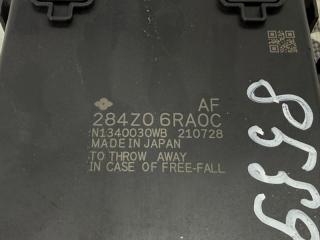 AF
284Z0 6RA0C
N1340030WB 210728
MADE IN JAPAN
TO THROW AWAY
IN CASE OF FREE-FALL